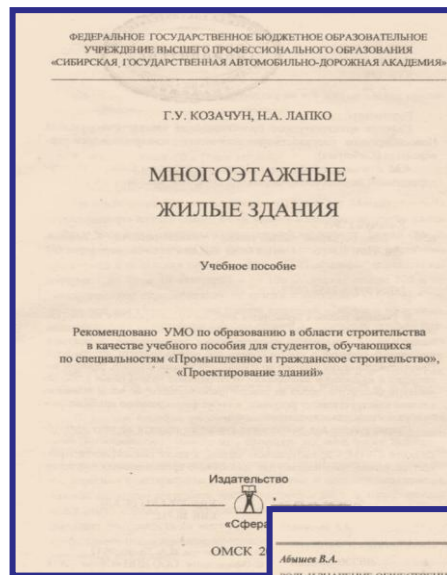 ФЕДЕРАЛЬНОЕ ГОСУДАРСТВЕННОЕ БЮДЖЕТНОЕ ОБРАЗОВАТЕЛЬНОЕ
УЧРЕЖДЕНИЕ ВЫСШЕГО ПРОФЕССИОНАЛЬНОГО ОБРАЗОВАНИЯ
«СИБИРСКАЯ ГОСУДАРСТВЕННАЯ АВТОМОБИЛЬНО-ДОРОЖНАЯ АКАДЕМИЯ»
Г.У. КОЗАЧУН, Н.А. ЛАПКО
МНОГОЭТАЖНЫЕ
ЖИЛЫЕ ЗДАНИЯ
Учебное пособие
Рекомендовано УМО по образованию в области строительства
в качестве учебного пособия для студентов, обучающихся
по специальностям «Промышленное и гражданское строительство»,
«Проектирование зданий»
Издательство
«Сфера
ОМСК 20
Абышев В.А.